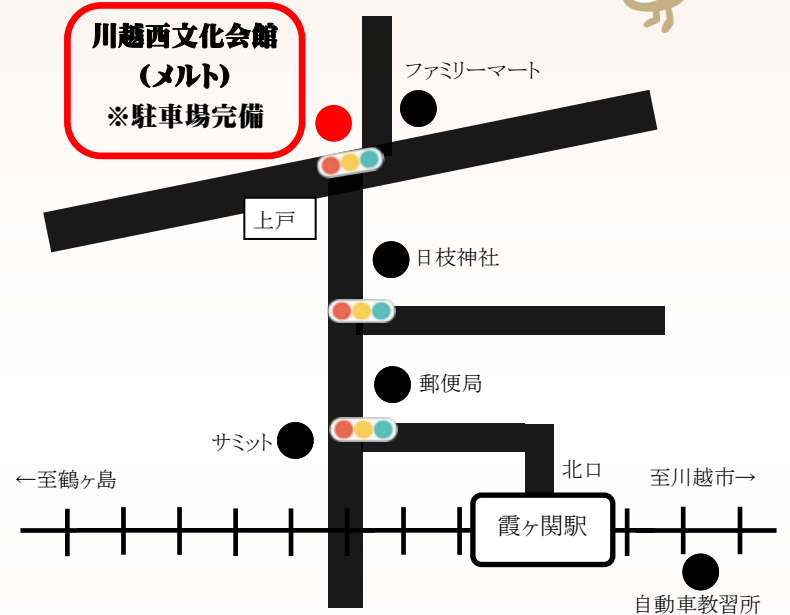 川越西文化会館
(メルト)
※駐車場完備
ファミリーマート
上戸
日枝神社
郵便局
サミット
北口
←至鶴ヶ島
至川越市→
霞ヶ関駅
自動車教習所